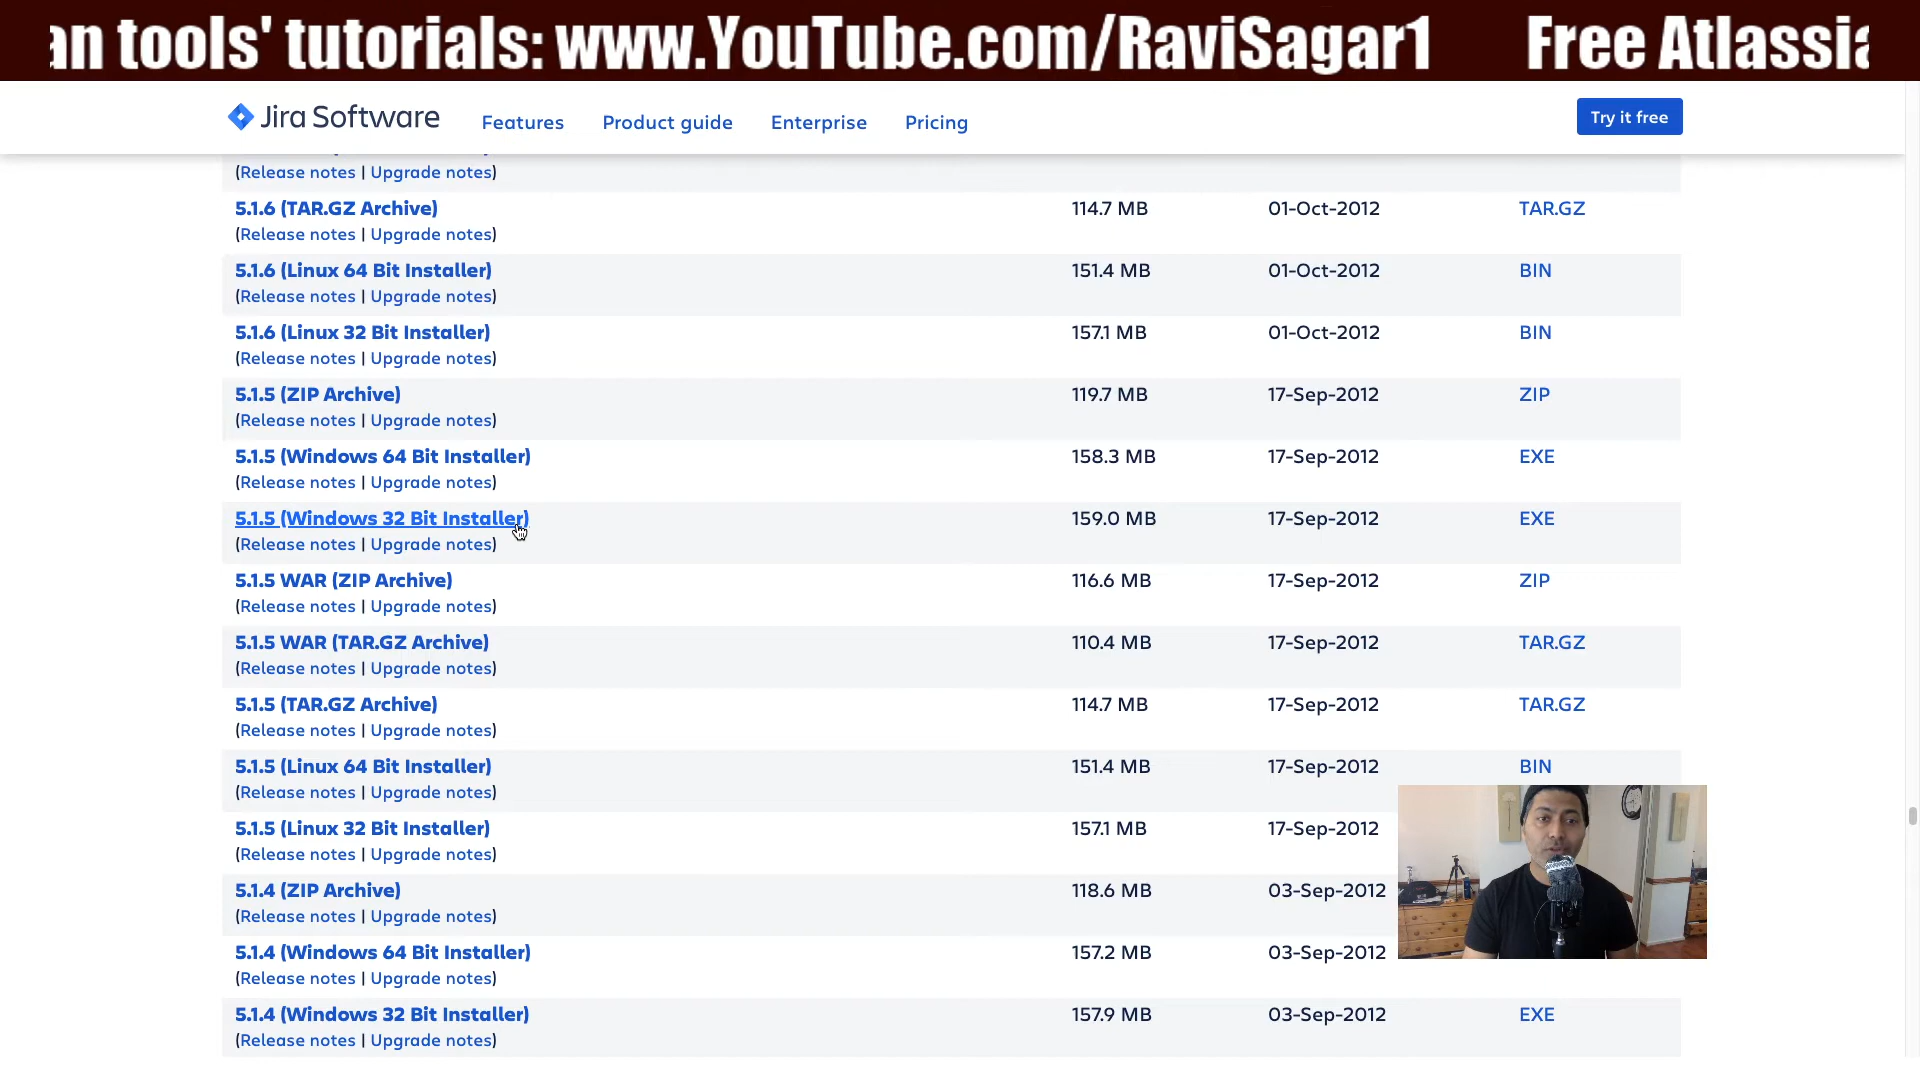 an tools' tutorials: www.YouTube.com/RaviSagar1 Free Atlassia
Jira Software Features Product guide Enterprise Pricing Try it free
(Release notes | Upgrade notes)
5.1.6 (TAR.GZ Archive) 114.7 MB 01-Oct-2012 TAR.GZ
(Release notes | Upgrade notes)
5.1.6 (Linux 64 Bit Installer) 151.4 MB 01-Oct-2012 BIN
(Release notes | Upgrade notes)
5.1.6 (Linux 32 Bit Installer) 157.1 MB 01-Oct-2012 BIN
(Release notes | Upgrade notes)
5.1.5 (ZIP Archive) 119.7 MB 17-Sep-2012 ZIP
(Release notes | Upgrade notes)
5.1.5 (Windows 64 Bit Installer) 158.3 MB 17-Sep-2012 EXE
(Release notes | Upgrade notes)
5.1.5 (Windows 32 Bit Installer) 159.0 MB 17-Sep-2012 EXE
(Release notes | Upgrade notes)
5.1.5 WAR (ZIP Archive) 116.6 MB 17-Sep-2012 ZIP
(Release notes | Upgrade notes)
5.1.5 WAR (TAR.GZ Archive) 110.4 MB 17-Sep-2012 TAR.GZ
(Release notes | Upgrade notes)
5.1.5 (TAR.GZ Archive) 114.7 MB 17-Sep-2012 TAR.GZ
(Release notes | Upgrade notes)
5.1.5 (Linux 64 Bit Installer) 151.4 MB 17-Sep-2012 BIN
(Release notes | Upgrade notes)
5.1.5 (Linux 32 Bit Installer) 157.1 MB 17-Sep-2012
(Release notes | Upgrade notes)
5.1.4 (ZIP Archive) 118.6 MB 03-Sep-2012
(Release notes | Upgrade notes)
5.1.4 (Windows 64 Bit Installer) 157.2 MB 03-Sep-2012
(Release notes | Upgrade notes)
5.1.4 (Windows 32 Bit Installer) 157.9 MB 03-Sep-2012 EXE
(Release notes | Upgrade notes)